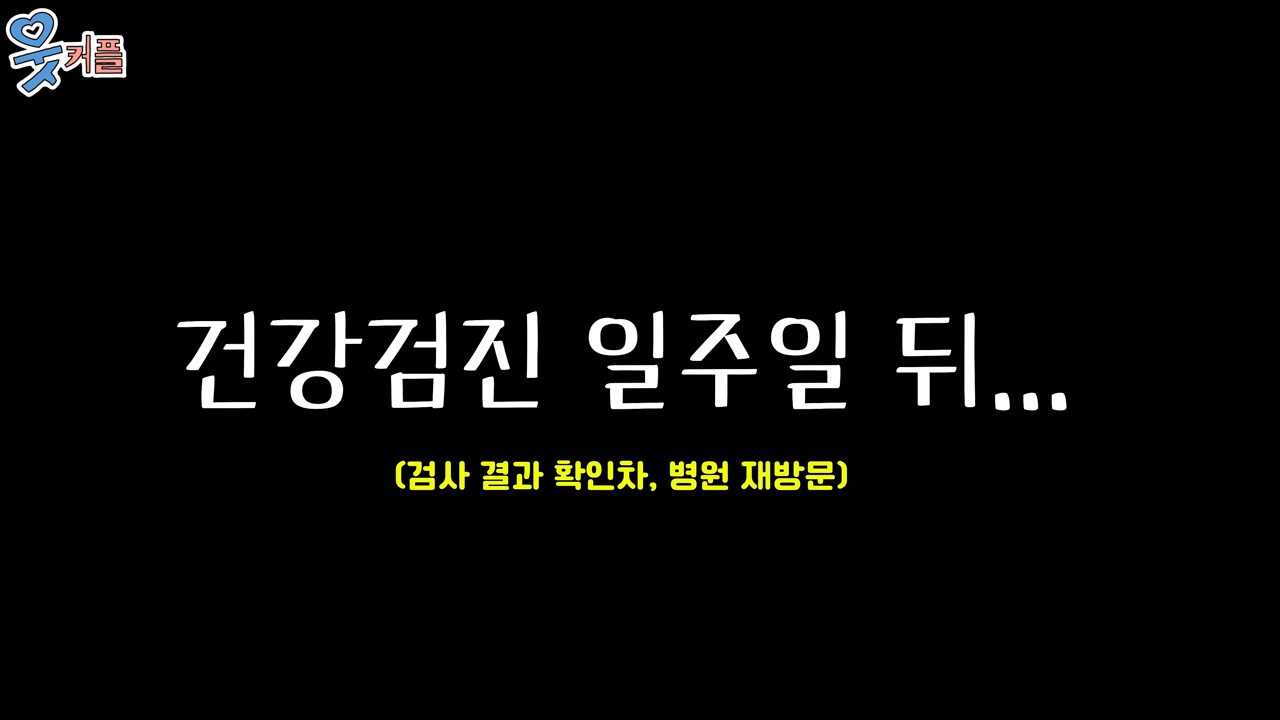 웃커플
건강검진 일주일 뒤...
(검사 결과 확인차, 병원 재방문)